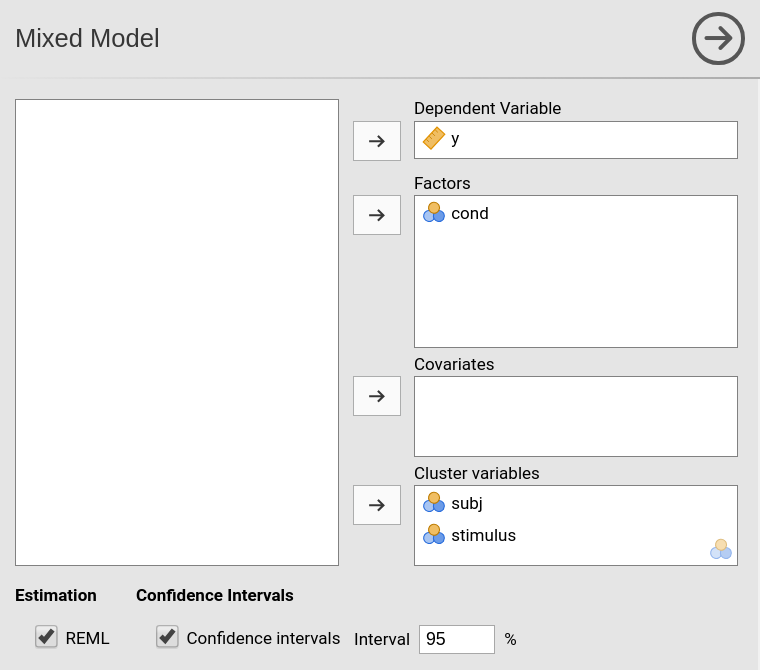 Mixed Model
Dependent Variable
y
Factors
cond
Covariates
Cluster variables
subj
stimulus
Estimation Confidence Intervals
REML Confidence intervals Interval 95 %